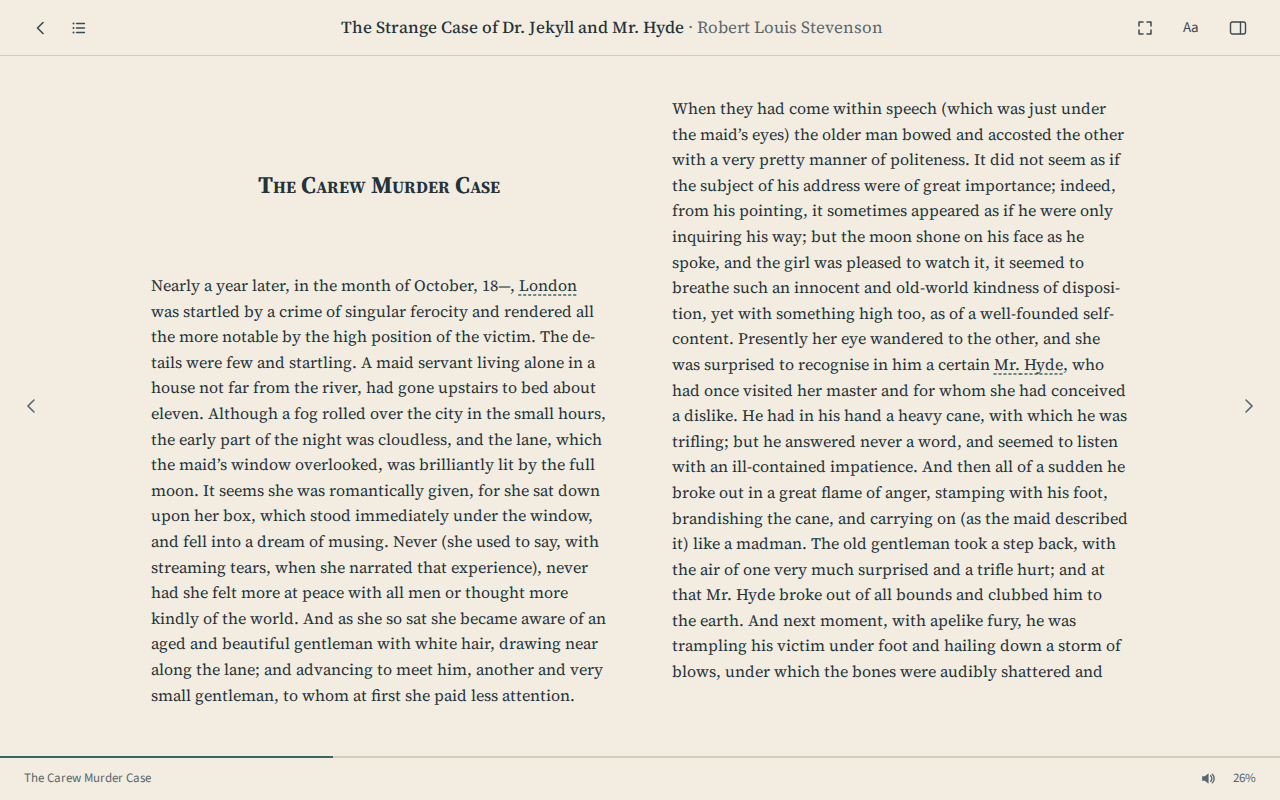 The Strange Case of Dr. Jekyll and Mr. Hyde · Robert Louis Stevenson
Aa
The Carew Murder Case
Nearly a year later, in the month of October, 18—, London
was startled by a crime of singular ferocity and rendered all
the more notable by the high position of the victim. The de-
tails were few and startling. A maid servant living alone in a
house not far from the river, had gone upstairs to bed about
eleven. Although a fog rolled over the city in the small hours,
the early part of the night was cloudless, and the lane, which
the maid’s window overlooked, was brilliantly lit by the full
moon. It seems she was romantically given, for she sat down
upon her box, which stood immediately under the window,
and fell into a dream of musing. Never (she used to say, with
streaming tears, when she narrated that experience), never
had she felt more at peace with all men or thought more
kindly of the world. And as she so sat she became aware of an
aged and beautiful gentleman with white hair, drawing near
along the lane; and advancing to meet him, another and very
small gentleman, to whom at first she paid less attention.
When they had come within speech (which was just under
the maid’s eyes) the older man bowed and accosted the other
with a very pretty manner of politeness. It did not seem as if
the subject of his address were of great importance; indeed,
from his pointing, it sometimes appeared as if he were only
inquiring his way; but the moon shone on his face as he
spoke, and the girl was pleased to watch it, it seemed to
breathe such an innocent and old-world kindness of disposi-
tion, yet with something high too, as of a well-founded self-
content. Presently her eye wandered to the other, and she
was surprised to recognise in him a certain Mr. Hyde, who
had once visited her master and for whom she had conceived
a dislike. He had in his hand a heavy cane, with which he was
trifling; but he answered never a word, and seemed to listen
with an ill-contained impatience. And then all of a sudden he
broke out in a great flame of anger, stamping with his foot,
brandishing the cane, and carrying on (as the maid described
it) like a madman. The old gentleman took a step back, with
the air of one very much surprised and a trifle hurt; and at
that Mr. Hyde broke out of all bounds and clubbed him to
the earth. And next moment, with apelike fury, he was
trampling his victim under foot and hailing down a storm of
blows, under which the bones were audibly shattered and
The Carew Murder Case
26%